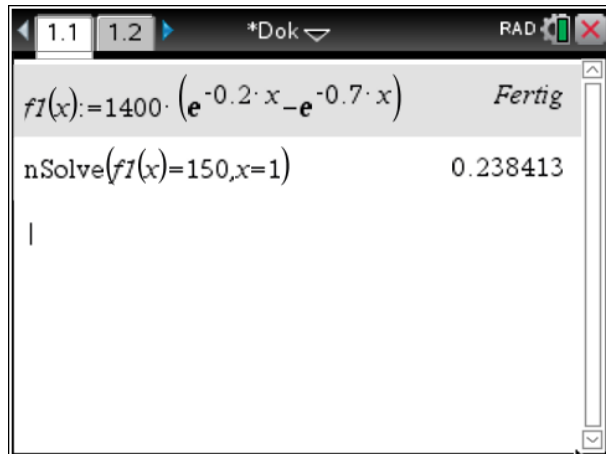 1.1 1.2 *Dok RAD
f1(x):=1400·(e^-0.2·x-e^-0.7·x) Fertig
nSolve(f1(x)=150,x=1) 0.238413